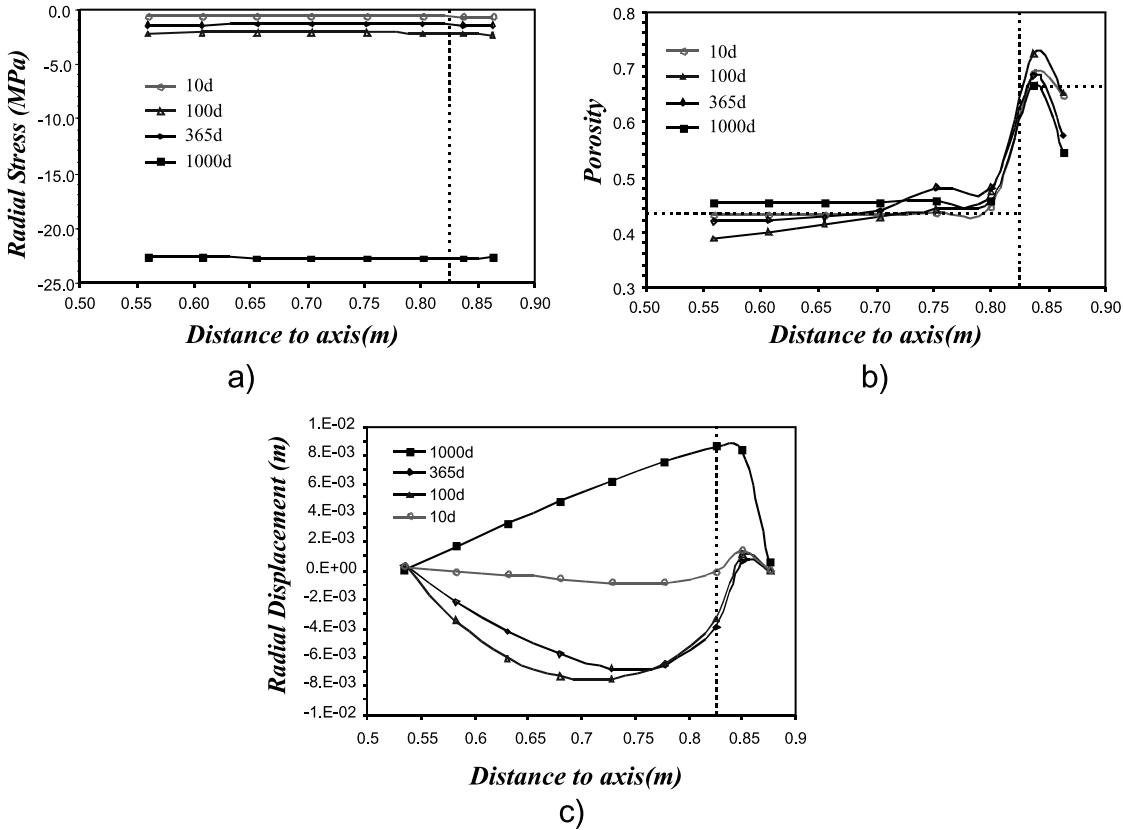 0.0
-5.0
-10.0
-15.0
-20.0
-25.0
Radial Stress (MPa)
10d
100d
365d
1000d
0.50 0.55 0.60 0.65 0.70 0.75 0.80 0.85 0.90
Distance to axis(m)
a)
0.8
0.7
0.6
0.5
0.4
0.3
Porosity
10d
100d
365d
1000d
0.50 0.55 0.60 0.65 0.70 0.75 0.80 0.85 0.90
Distance to axis(m)
b)
1.E-02
8.E-03
6.E-03
4.E-03
2.E-03
0.E+00
-2.E-03
-4.E-03
-6.E-03
-8.E-03
-1.E-02
Radial Displacement (m)
1000d
365d
100d
10d
0.5 0.55 0.6 0.65 0.7 0.75 0.8 0.85 0.9
Distance to axis(m)
c)